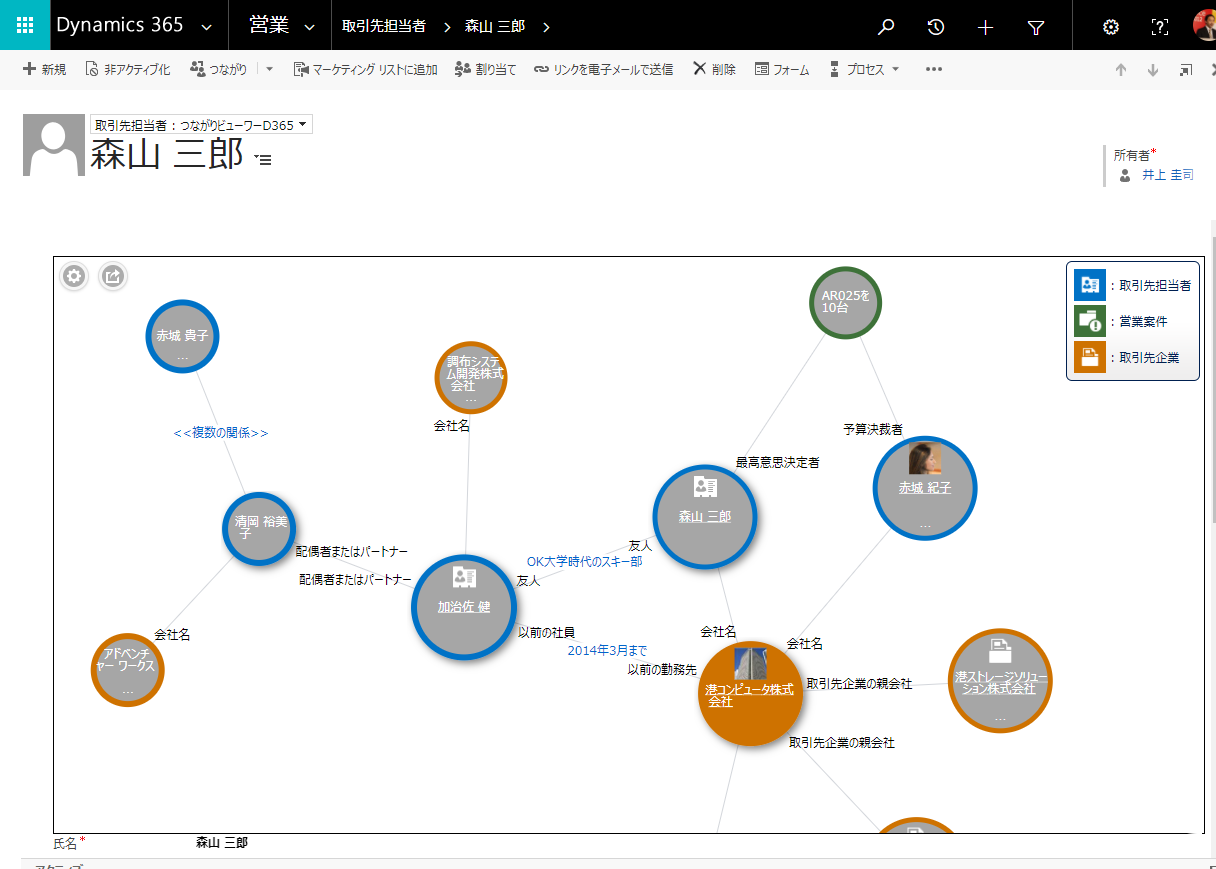 Dynamics 365 営業 取引先担当者 森山 三郎
新規 非アクティブ化 つながり マーケティング リストに追加 割り当て リンクを電子メールで送信 削除 フォーム プロセス
取引先担当者 : つながりビューワーD365
森山 三郎
所有者*
井上 圭司
: 取引先担当者
: 営業案件
: 取引先企業
AR025を
10台
赤城 貴子
...
調布システ
ム開発株式
会社
...
会社名
<<複数の関係>>
予算決裁者
最高意思決定者
赤城 紀子
...
森山 三郎
清岡 裕美
子
配偶者またはパートナー
配偶者またはパートナー
友人
OK大学時代のスキー部
友人
加治佐 健
以前の社員
2014年3月まで
以前の勤務先
会社名
会社名
会社名
アドベンチ
ャー ワークス
...
港コンピュータ株式
会社
取引先企業の親会社
港ストレージソリュー
ション株式会社
...
取引先企業の親会社
氏名* 森山 三郎